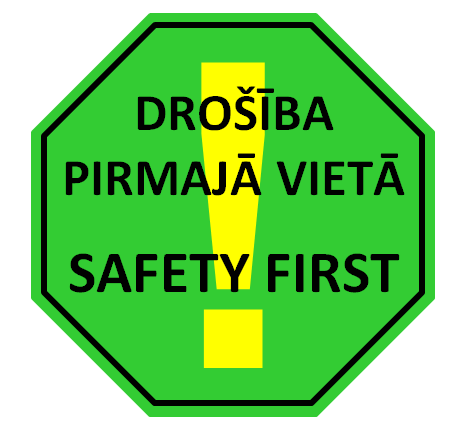 DROŠĪBA
PIRMAJĀ VIETĀ
SAFETY FIRST